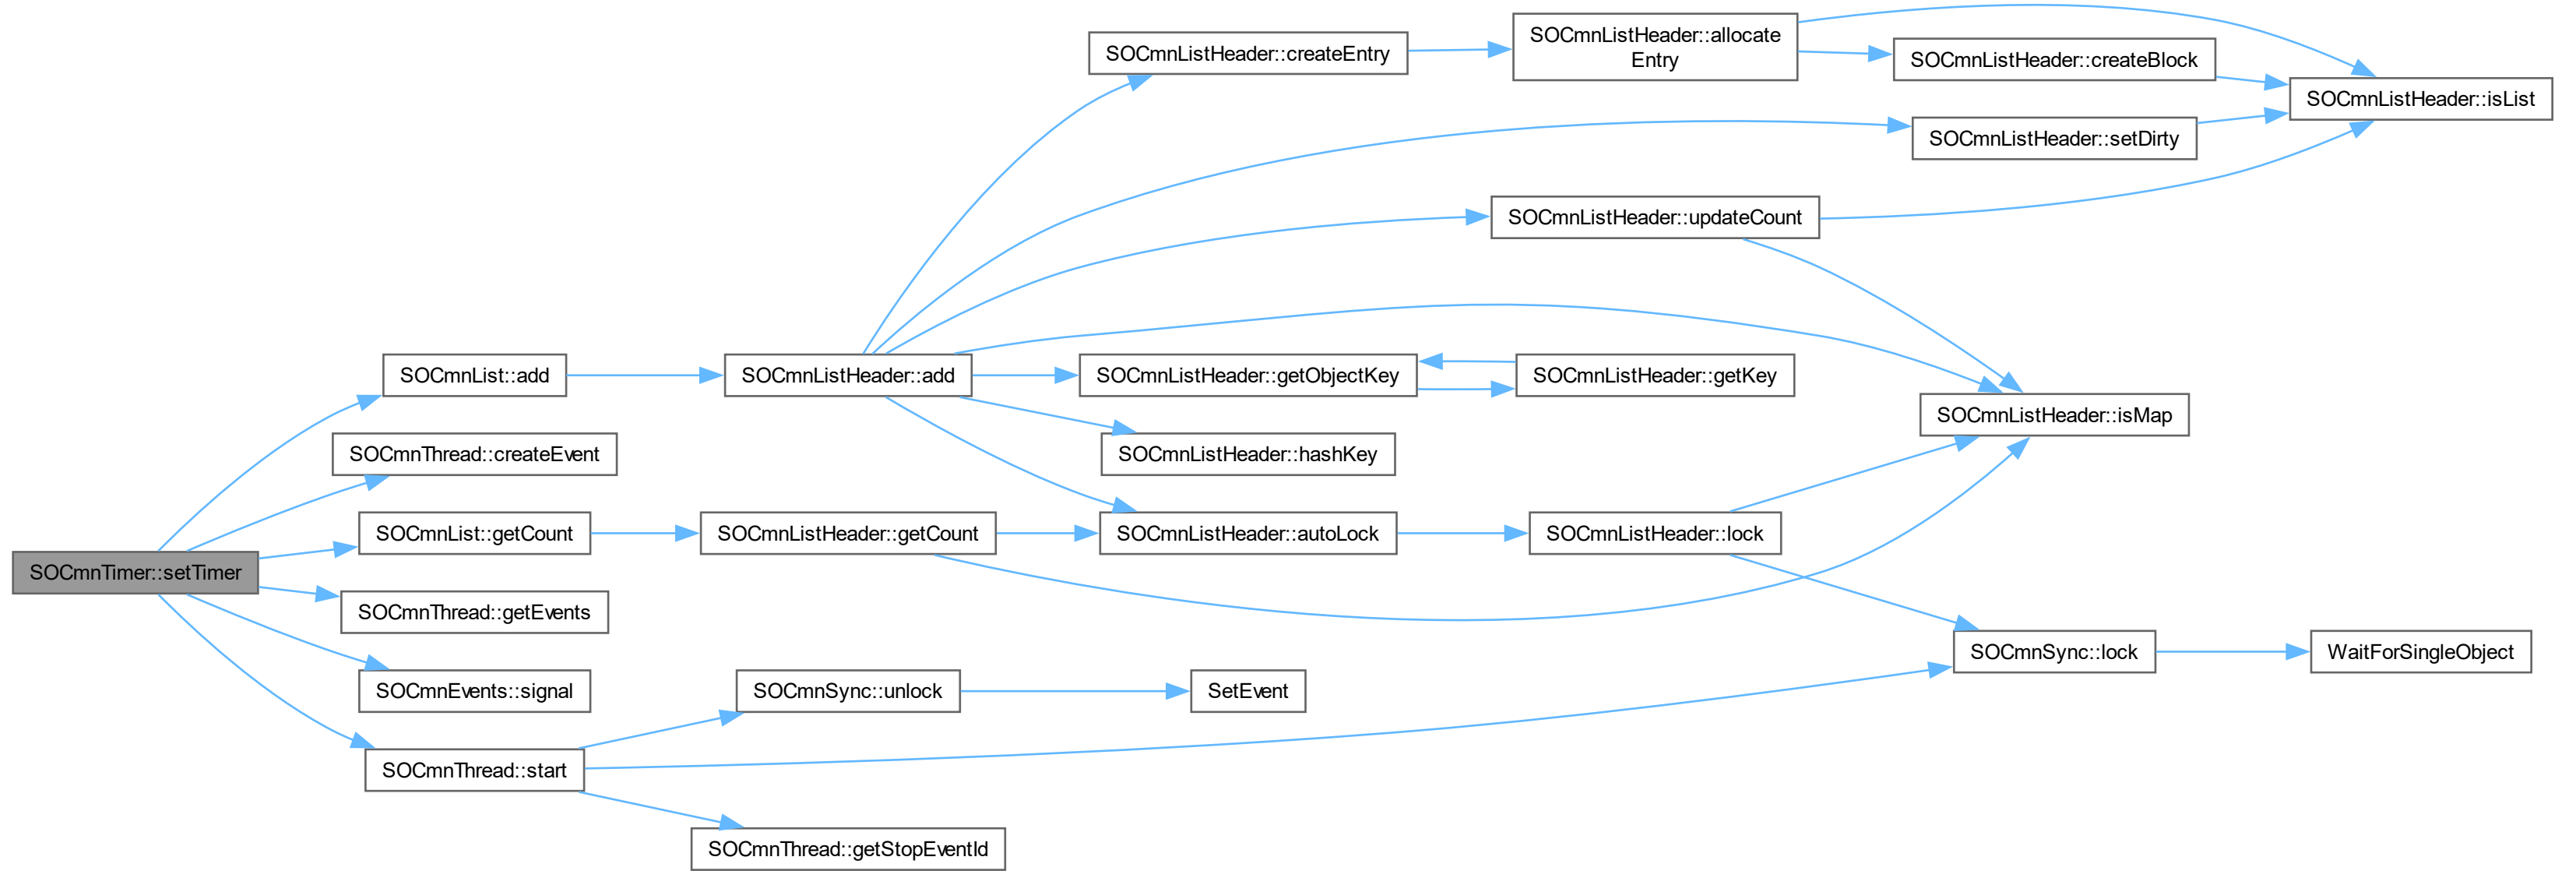 SOCmnTimer::setTimer
SOCmnList::add
SOCmnThread::createEvent
SOCmnList::getCount
SOCmnThread::getEvents
SOCmnEvents::signal
SOCmnThread::start
SOCmnListHeader::add
SOCmnListHeader::getCount
SOCmnSync::unlock
SOCmnThread::getStopEventId
SOCmnListHeader::createEntry
SOCmnListHeader::getObjectKey
SOCmnListHeader::hashKey
SOCmnListHeader::autoLock
SetEvent
SOCmnListHeader::allocate
Entry
SOCmnListHeader::updateCount
SOCmnListHeader::getKey
SOCmnListHeader::lock
SOCmnListHeader::createBlock
SOCmnListHeader::setDirty
SOCmnListHeader::isMap
SOCmnSync::lock
SOCmnListHeader::isList
WaitForSingleObject